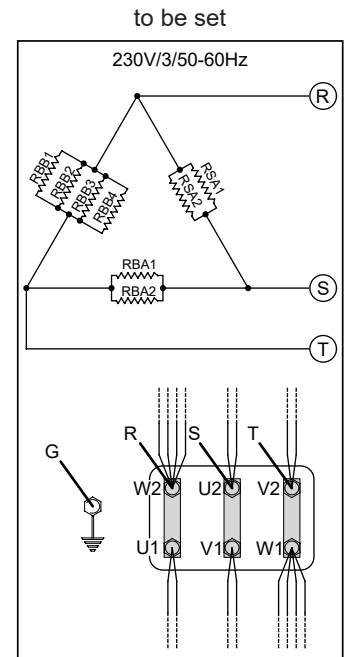 to be set
230V/3/50-60Hz
R
RBB1
RBB2
RBB3
RBB4
RSA1
RSA2
RBA1
RBA2
S
T
R
S
T
G
W2
U2
V2
U1
V1
W1